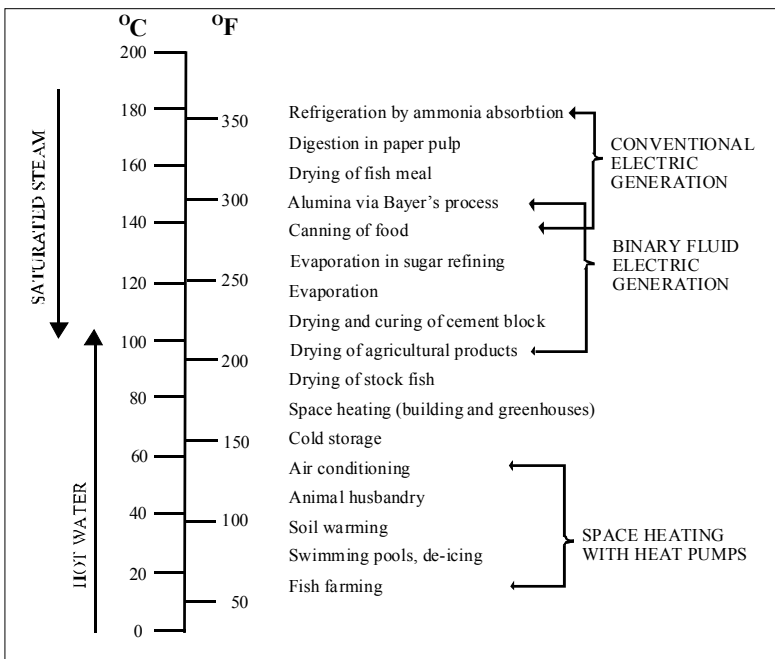 °C °F
200
180
160
140
120
100
80
60
40
20
0
350
300
250
200
150
100
50
SATURATED STEAM
HOT WATER
Refrigeration by ammonia absorbtion
Digestion in paper pulp
Drying of fish meal
Alumina via Bayer's process
Canning of food
Evaporation in sugar refining
Evaporation
Drying and curing of cement block
Drying of agricultural products
Drying of stock fish
Space heating (building and greenhouses)
Cold storage
Air conditioning
Animal husbandry
Soil warming
Swimming pools, de-icing
Fish farming
CONVENTIONAL
ELECTRIC
GENERATION
BINARY FLUID
ELECTRIC
GENERATION
SPACE HEATING
WITH HEAT PUMPS